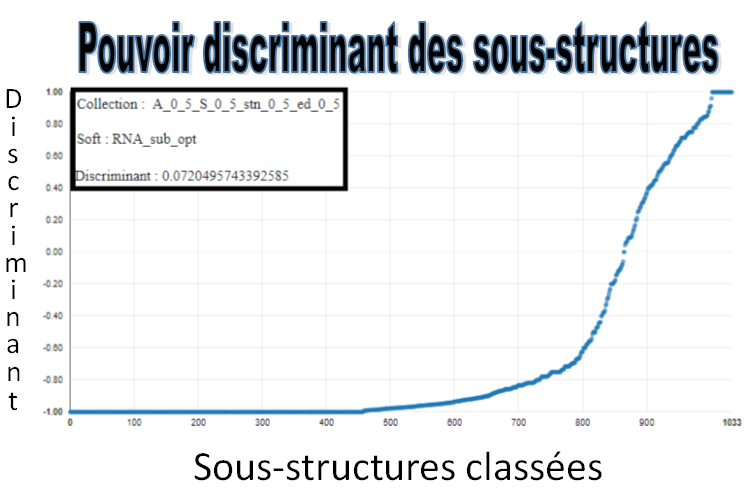 Pouvoir discriminant des sous-structures
Discriminant
1.00
0.80
0.60
0.40
0.20
0.00
-0.20
-0.40
-0.60
-0.80
-1.00
Collection : A_0_5_S_0_5_stn_0_5_ed_0_5
Soft : RNA_sub_opt
Discriminant : 0.0720495743392585
0 100 200 300 400 500 600 700 800 900 1033
Sous-structures classées